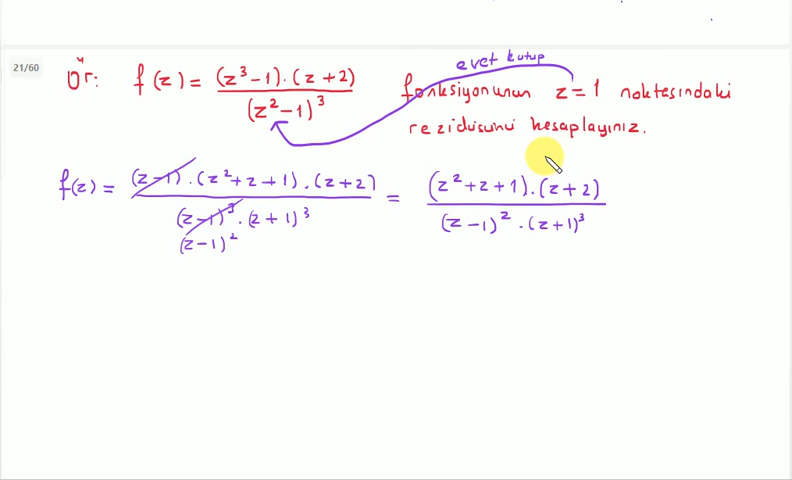 21/60
evet kutup
Ör: f(z) = (z³-1).(z+2) / (z²-1)³ fonksiyonunun z=1 noktasındaki
rezidüsünü hesaplayınız.
f(z) = (z-1).(z²+z+1).(z+2) / (z-1)³.(z+1)³ = (z²+z+1).(z+2) / (z-1)².(z+1)³
(z-1)²